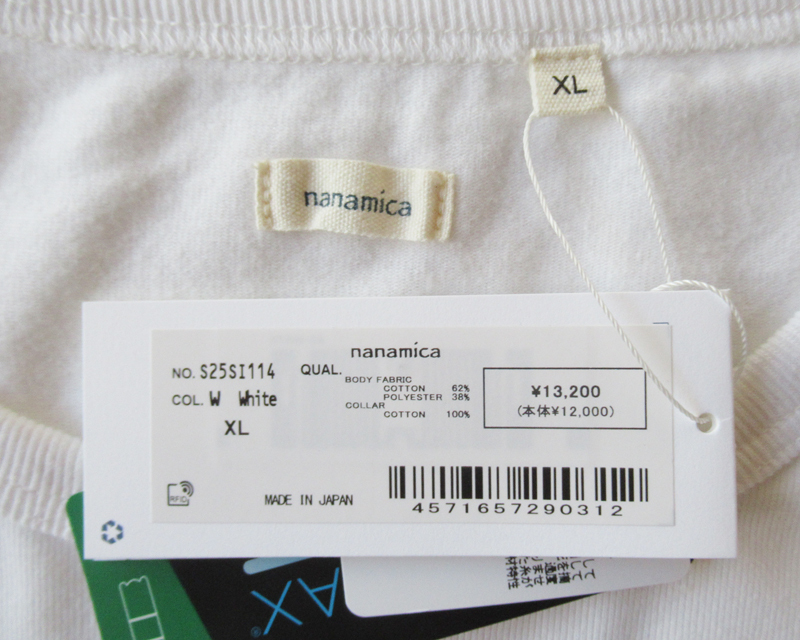 XL
nanamica
nanamica
NO. S25SI114
COL. W White
XL
QUAL.
BODY FABRIC
COTTON 62%
POLYESTER 38%
COLLAR
COTTON 100%
¥13,200
(本体¥12,000)
RFID
MADE IN JAPAN
4571657290312
AX®